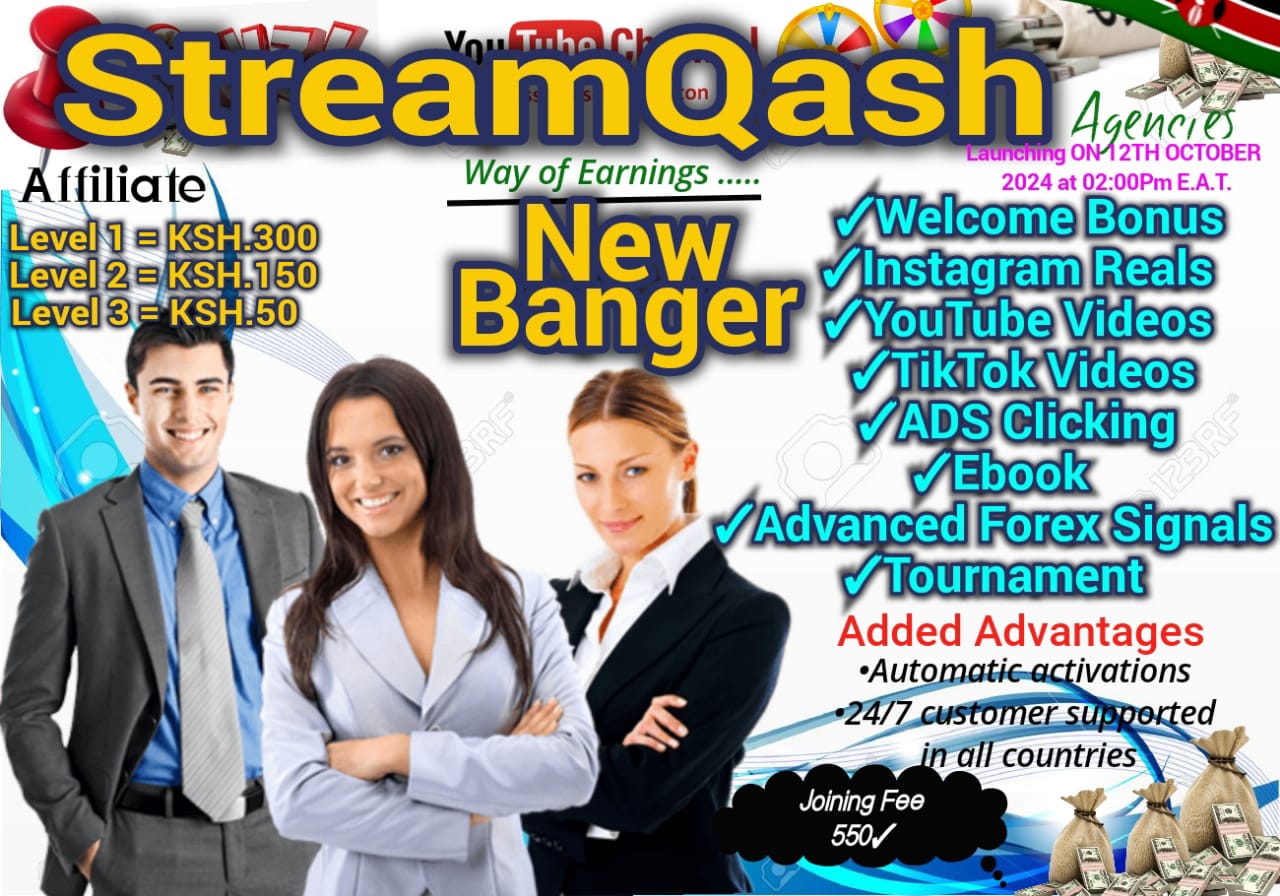 StreamQash
Agencies
Launching ON 12TH OCTOBER
2024 at 02:00Pm E.A.T.
Way of Earnings .....
Affiliate
Level 1 = KSH.300
Level 2 = KSH.150
Level 3 = KSH.50
New
Banger
✓Welcome Bonus
✓Instagram Reals
✓YouTube Videos
✓TikTok Videos
✓ADS Clicking
✓Ebook
✓Advanced Forex Signals
✓Tournament
Added Advantages
•Automatic activations
•24/7 customer supported
in all countries
Joining Fee
550✓
123RF